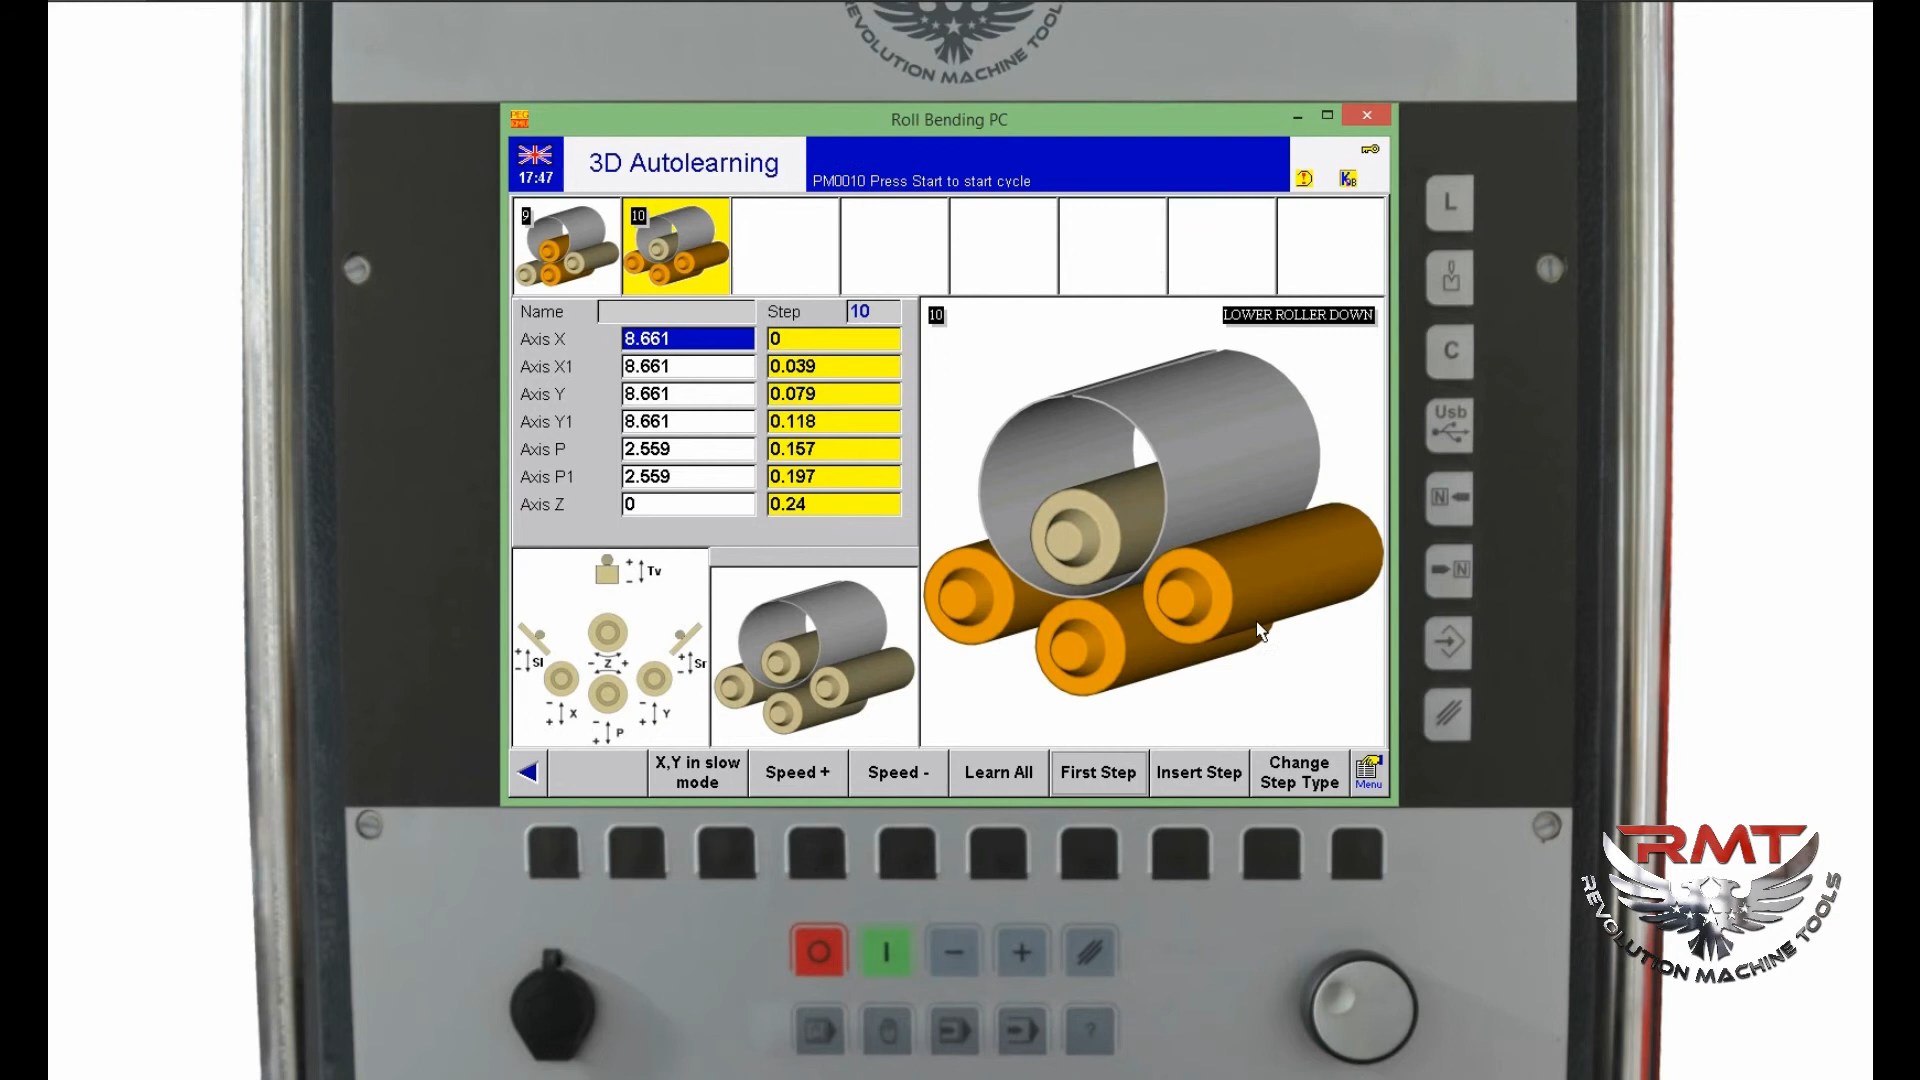 REVOLUTION MACHINE TOOLS
Roll Bending PC
17:47
3D Autolearning
PM0010 Press Start to start cycle
9
10
Name
Step
10
Axis X
8.661
0
Axis X1
8.661
0.039
Axis Y
8.661
0.079
Axis Y1
8.661
0.118
Axis P
2.559
0.157
Axis P1
2.559
0.197
Axis Z
0
0.24
10
LOWER ROLLER DOWN
+
-
Tv
+
-
Sl
- Z +
+
-
Sr
-
+
X
-
+
P
-
+
Y
X,Y in slow mode
Speed +
Speed -
Learn All
First Step
Insert Step
Change Step Type
Menu
L
C
Usb
N
N
?
RMT
REVOLUTION MACHINE TOOLS